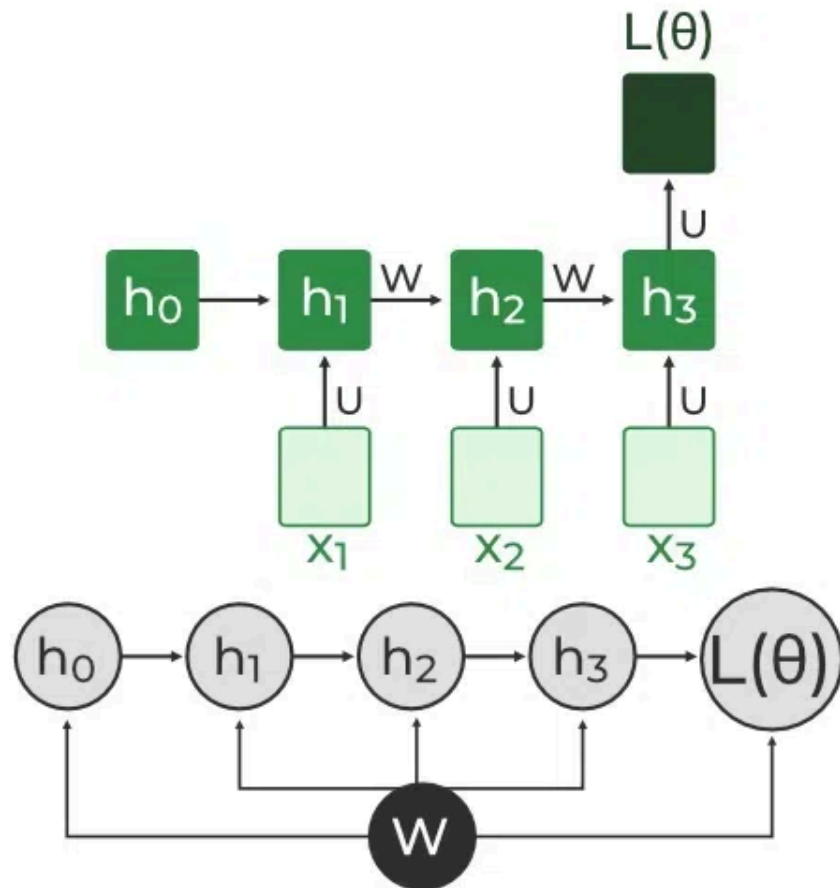 L(θ)
U
h₀ h₁ W h₂ W h₃
U U U
x₁ x₂ x₃
h₀ h₁ h₂ h₃ L(θ)
W